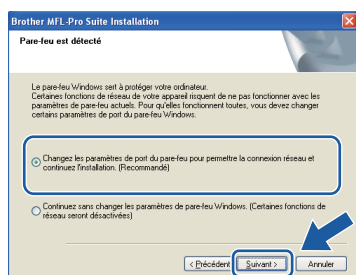 Brother MFL-Pro Suite Installation
Pare-feu est détecté
Le pare-feu Windows sert à protéger votre ordinateur.
Certaines fonctions de réseau de votre appareil risquent de ne pas fonctionner avec les
paramètres de pare-feu actuels. Pour qu'elles fonctionnent toutes, vous devez changer
certains paramètres de port du pare-feu Windows.
Changez les paramètres de port du pare-feu pour permettre la connexion réseau et
continuez l'installation. (Recommandé)
Continuez sans changer les paramètres de pare-feu Windows. (Certaines fonctions de
réseau seront désactivées)
< Précédent
Suivant >
Annuler